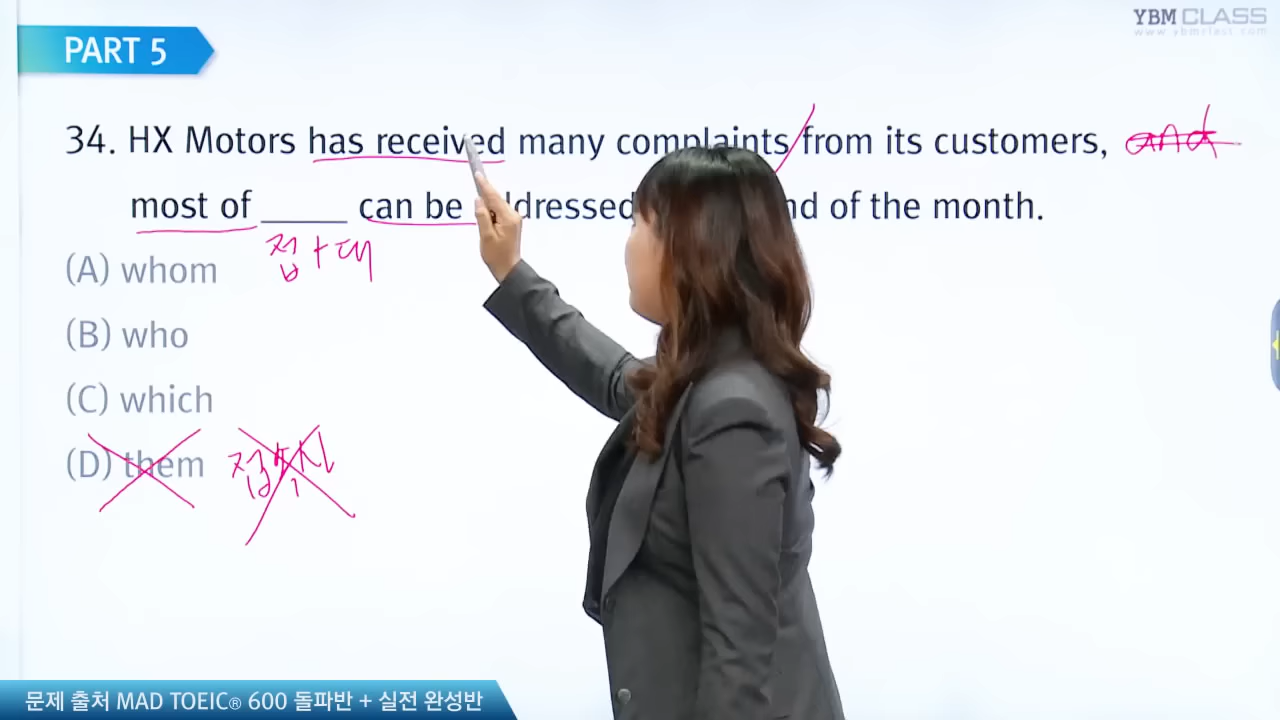 PART 5
YBM CLASS
www.ybmclass.com
34. HX Motors has received many complaints from its customers, and
most of _____ can be addressed nd of the month.
접 + 대
(A) whom
(B) who
(C) which
(D) them 접
문제 출처 MAD TOEIC® 600 돌파반 + 실전 완성반